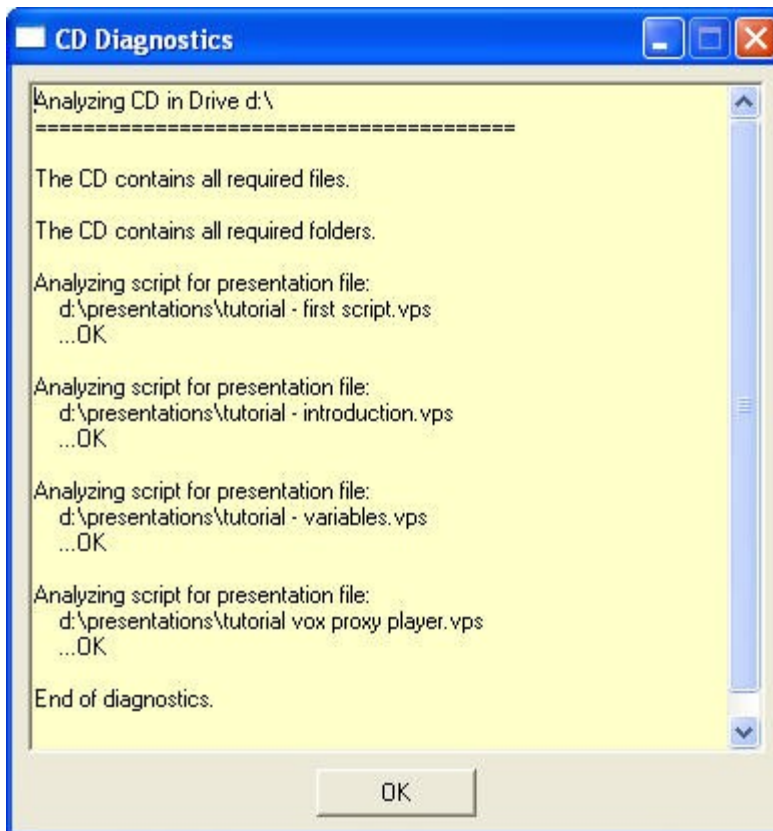 CD Diagnostics
Analyzing CD in Drive d:\
========================================
The CD contains all required files.
The CD contains all required folders.
Analyzing script for presentation file:
d:\presentations\tutorial - first script.vps
...OK
Analyzing script for presentation file:
d:\presentations\tutorial - introduction.vps
...OK
Analyzing script for presentation file:
d:\presentations\tutorial - variables.vps
...OK
Analyzing script for presentation file:
d:\presentations\tutorial vox proxy player.vps
...OK
End of diagnostics.
OK